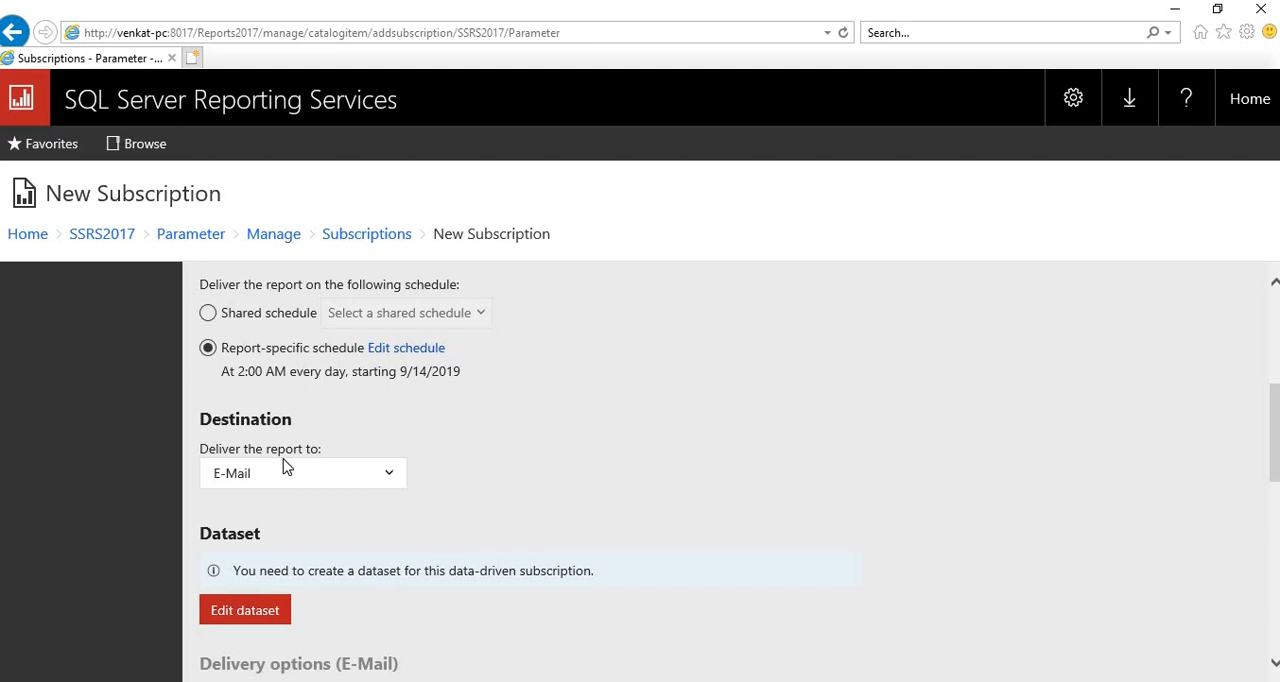 http://venkat-pc:8017/Reports2017/manage/catalogitem/addsubscription/SSRS2017/Parameter
Search...
Subscriptions - Parameter -...
SQL Server Reporting Services
?
Home
Favorites
Browse
New Subscription
Home > SSRS2017 > Parameter > Manage > Subscriptions > New Subscription
Deliver the report on the following schedule:
Shared schedule
Select a shared schedule
Report-specific schedule Edit schedule
At 2:00 AM every day, starting 9/14/2019
Destination
Deliver the report to:
E-Mail
Dataset
You need to create a dataset for this data-driven subscription.
Edit dataset
Delivery options (E-Mail)